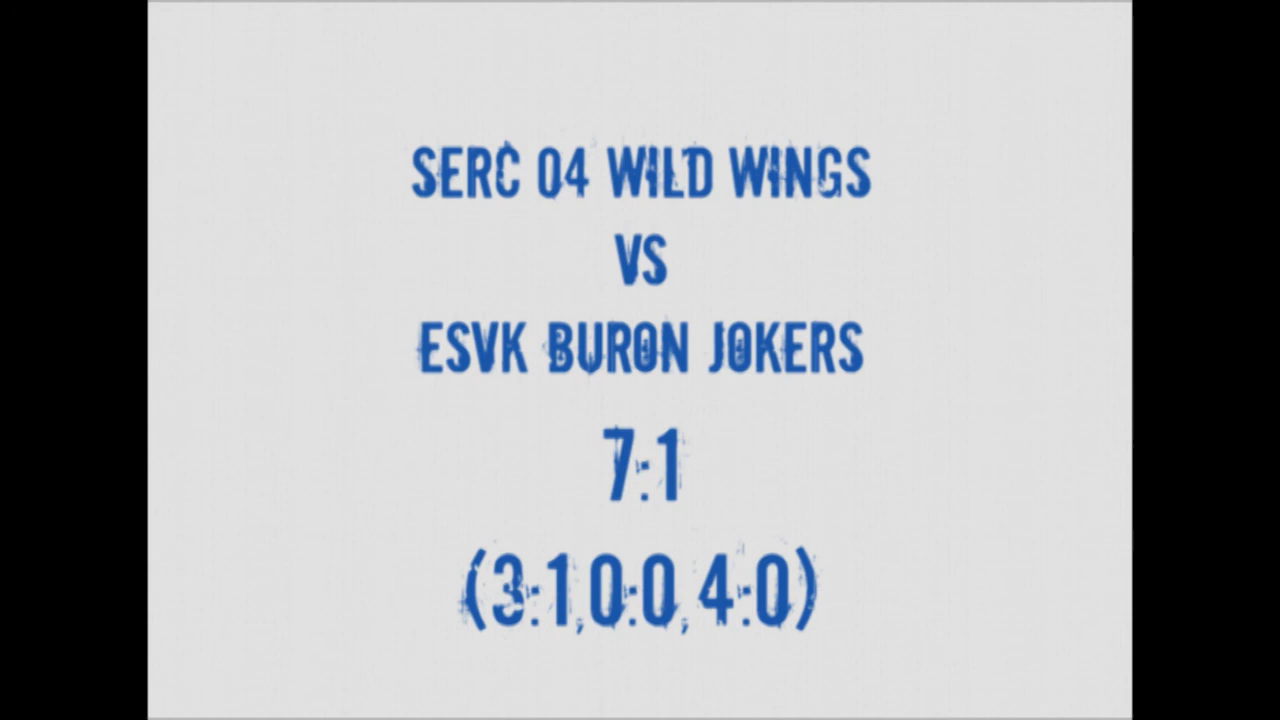 SERC 04 WILD WINGS
VS
ESVK BURON JOKERS
7:1
(3:1,0:0,4:0)